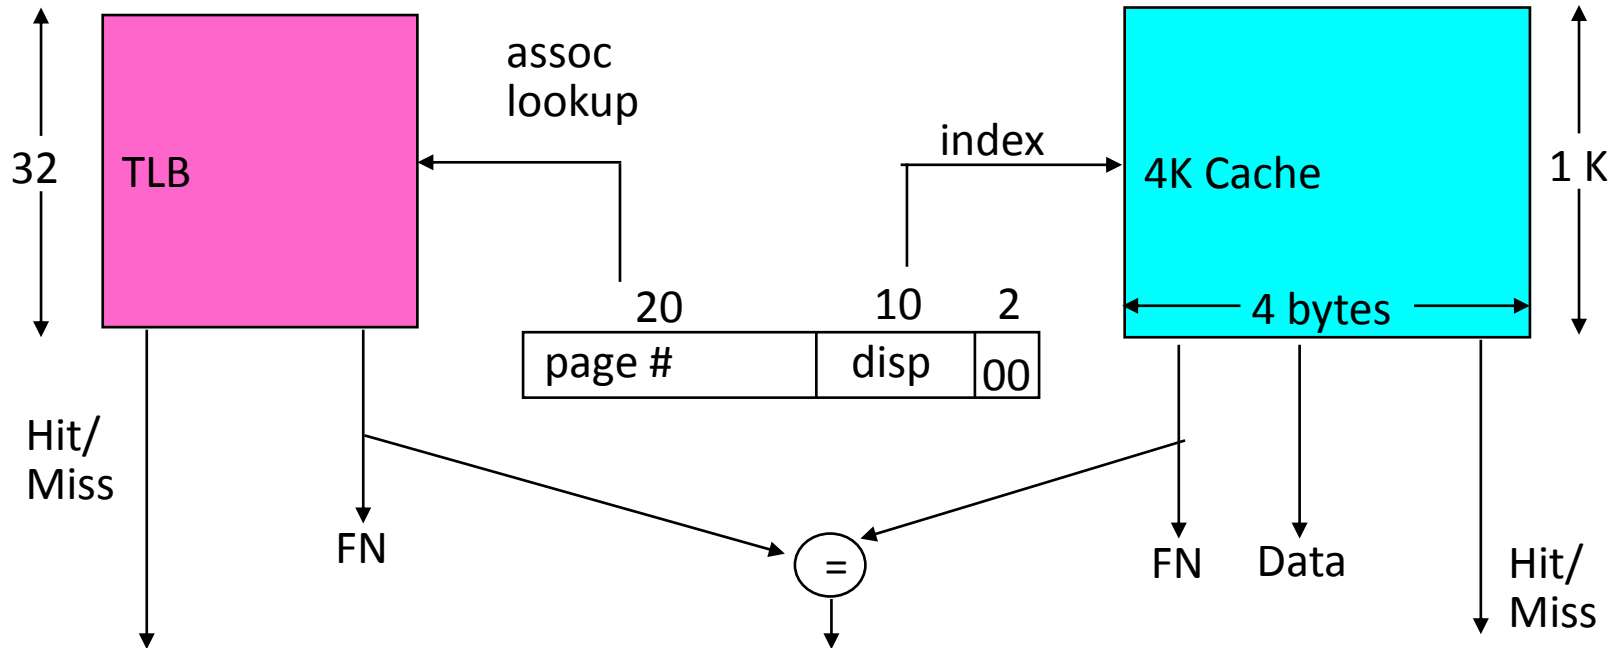 assoc
lookup
32
TLB
index
4K Cache
1 K
20
10
2
4 bytes
page #
disp
00
Hit/
Miss
FN
=
FN
Data
Hit/
Miss